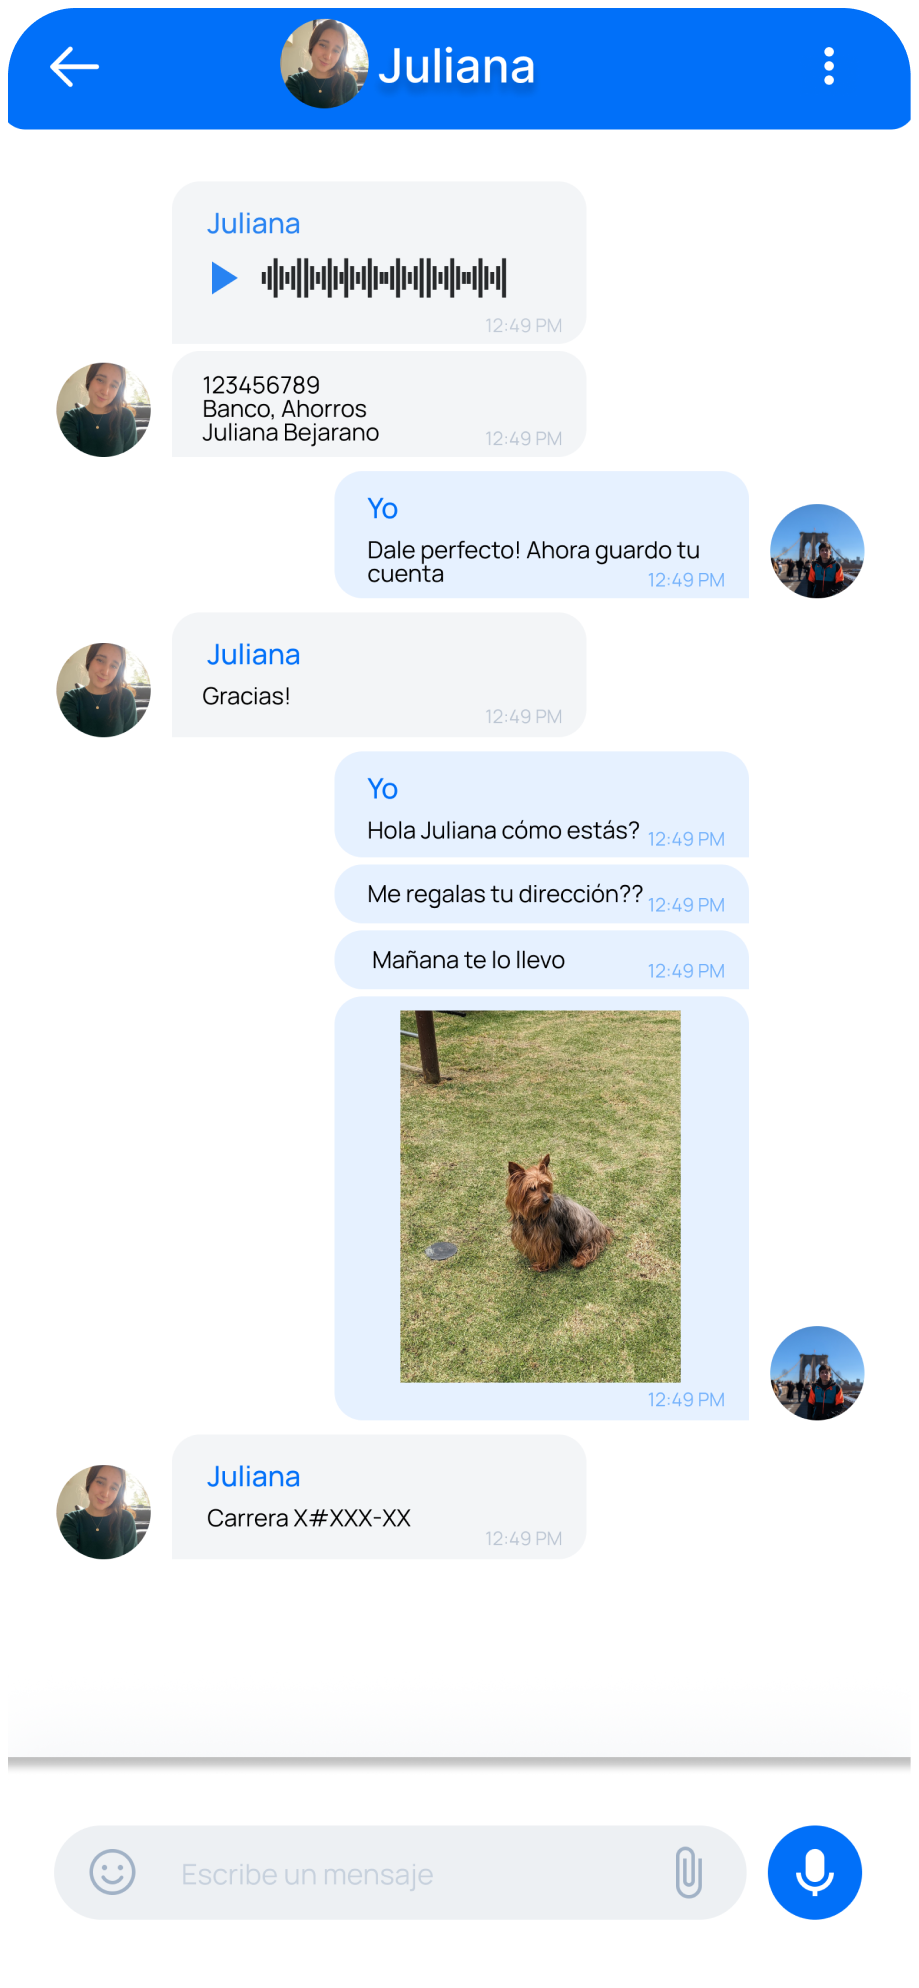 Juliana
Juliana
12:49 PM
123456789
Banco, Ahorros
Juliana Bejarano
12:49 PM
Yo
Dale perfecto! Ahora guardo tu
cuenta
12:49 PM
Juliana
Gracias!
12:49 PM
Yo
Hola Juliana cómo estás?
12:49 PM
Me regalas tu dirección??
12:49 PM
Mañana te lo llevo
12:49 PM
12:49 PM
Juliana
Carrera X#XXX-XX
12:49 PM
Escribe un mensaje